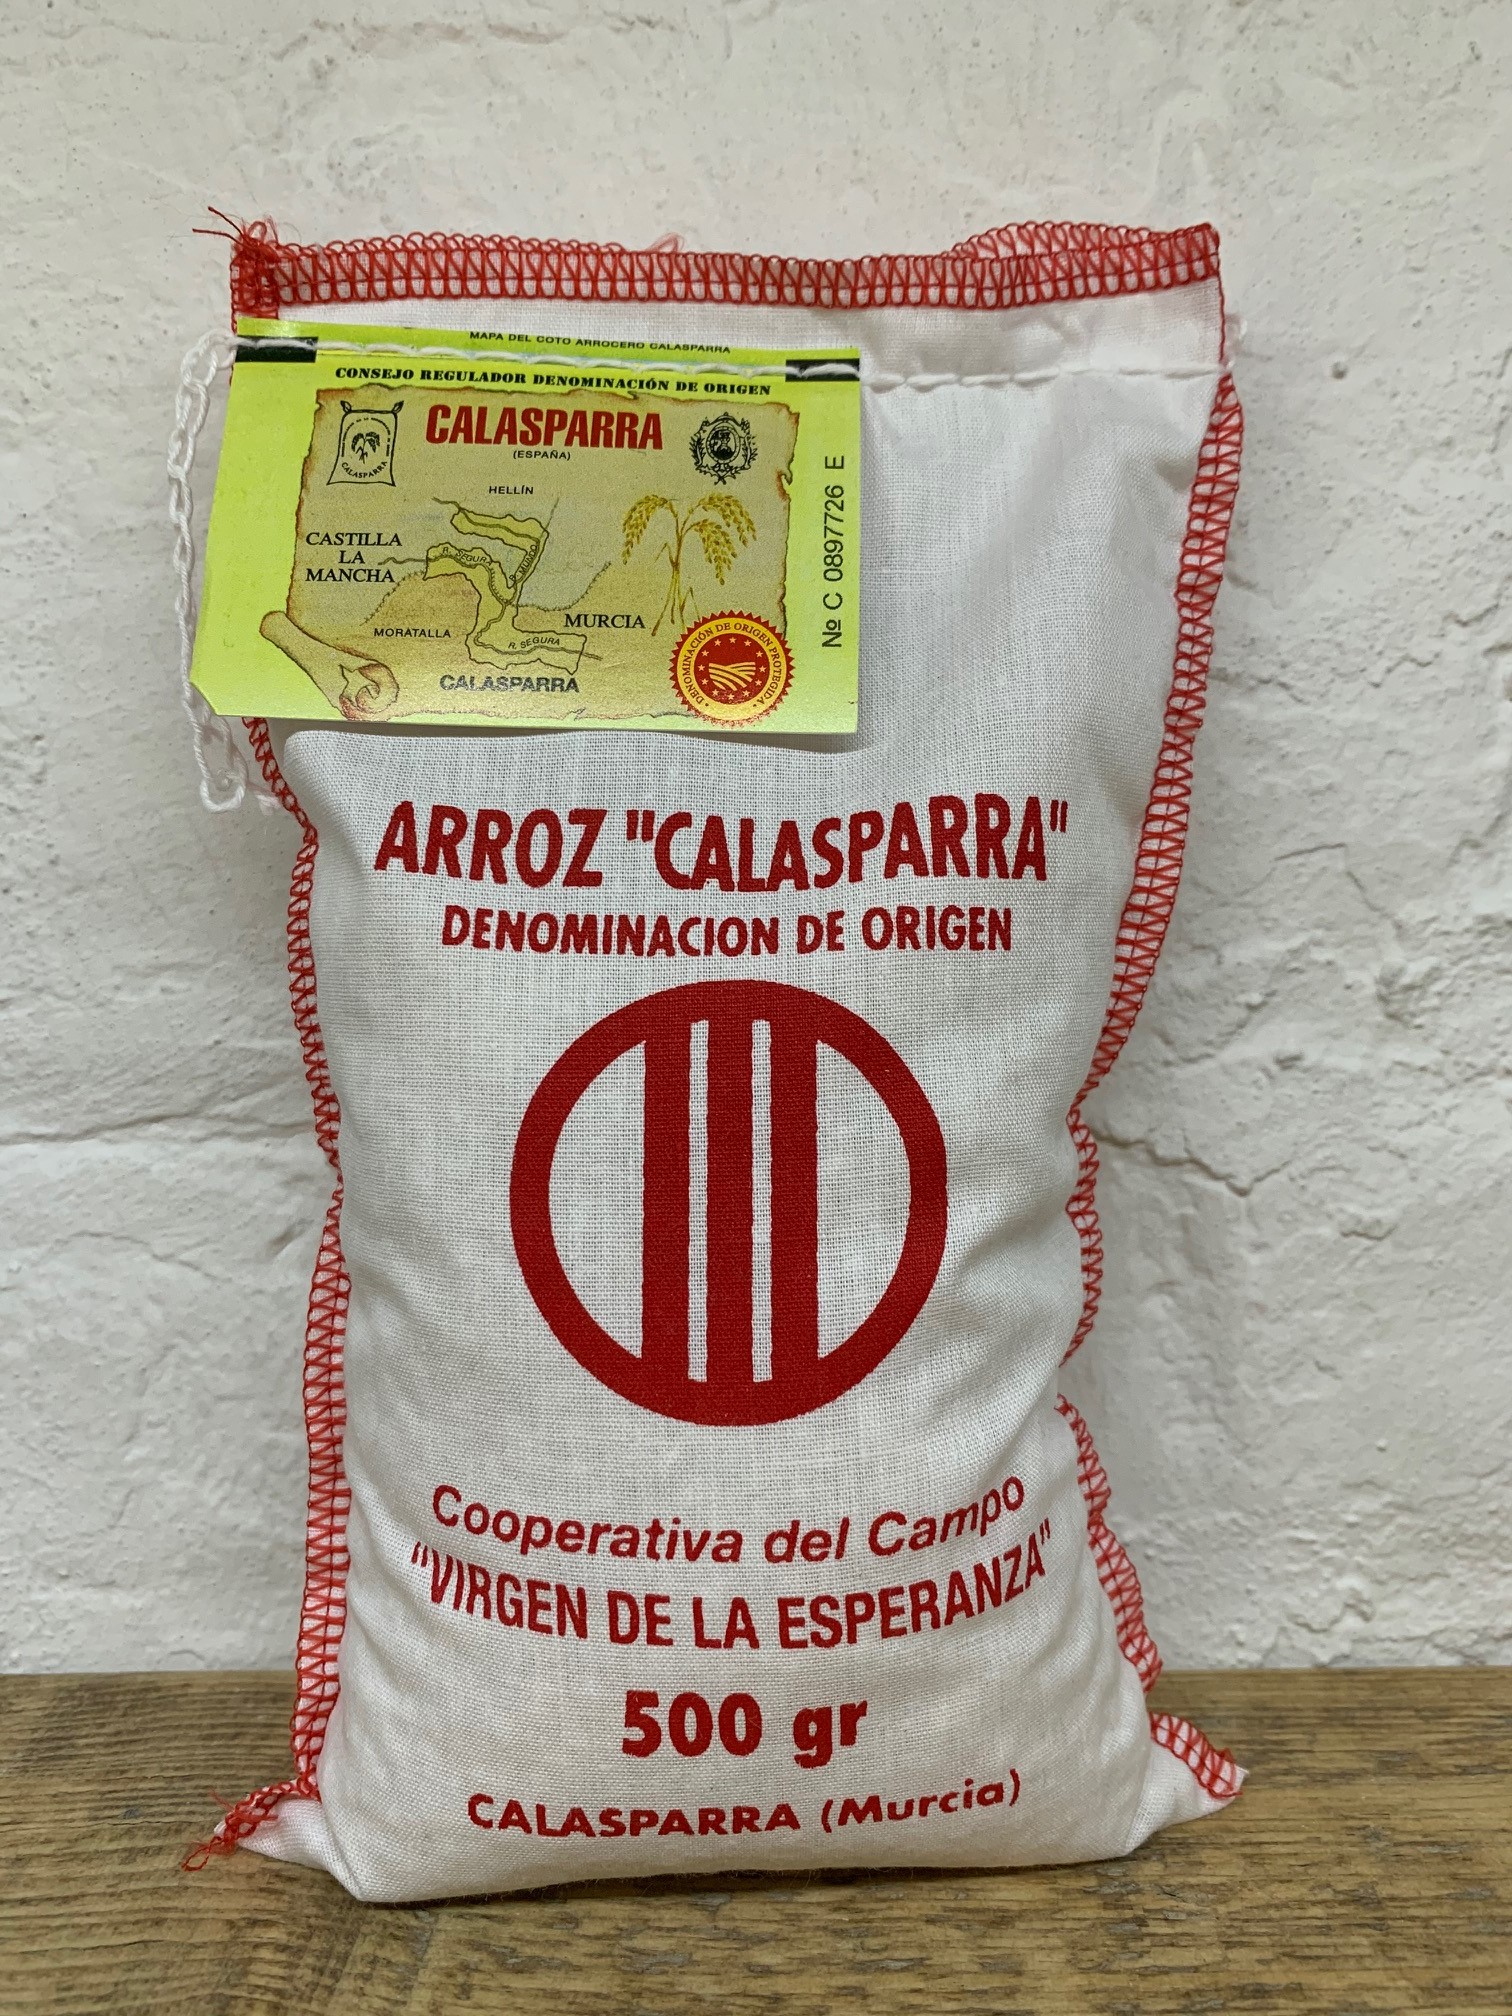 MAPA DEL COTO ARROCERO CALASPARRA
CONSEJO REGULADOR DENOMINACIÓN DE ORIGEN
CALASPARRA
(ESPAÑA)
CALASPARRA
HELLÍN
CASTILLA
LA
MANCHA
R. SEGURA
R. MUNDO
MURCIA
MORATALLA
R. SEGURA
CALASPARRA
DENOMINACIÓN DE ORIGEN PROTEGIDA
Nº C 0897726 E
ARROZ "CALASPARRA"
DENOMINACION DE ORIGEN
Cooperativa del Campo
"VIRGEN DE LA ESPERANZA"
500 gr
CALASPARRA (Murcia)